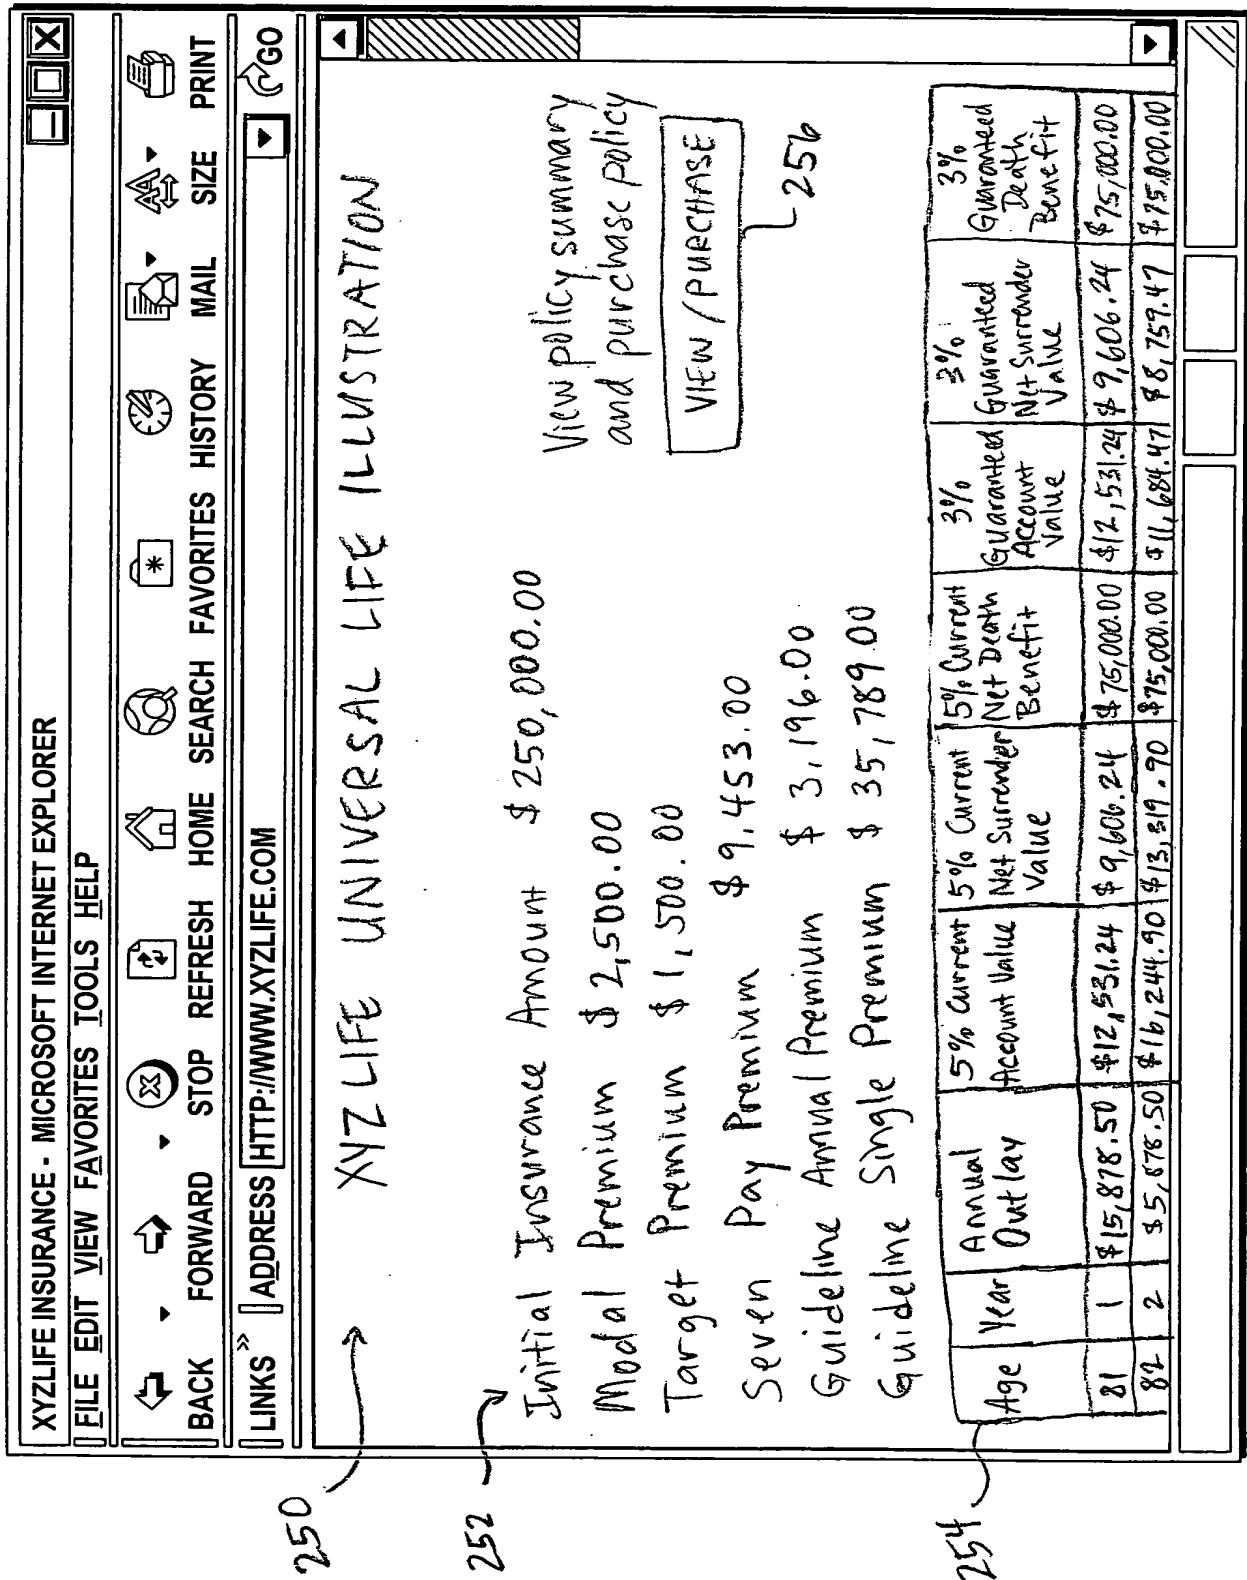 XYZLIFE INSURANCE - MICROSOFT INTERNET EXPLORER
FILE EDIT VIEW FAVORITES TOOLS HELP
BACK FORWARD STOP REFRESH HOME SEARCH FAVORITES HISTORY MAIL SIZE PRINT
LINKS » ADDRESS HTTP://WWW.XYZLIFE.COM GO
250
XYZ LIFE UNIVERSAL LIFE ILLUSTRATION
252
Initial Insurance Amount $250,000.00
Modal Premium $2,500.00
Target Premium $1,500.00
Seven Pay Premium $9,453.00
Guideline Annual Premium $3,196.00
Guideline Single Premium $35,789.00
View policy summary
and purchase policy
VIEW/PURCHASE
256
254
Age Year Annual Outlay 5% Current Account Value 5% Current Net Surrender Value 5% Current Net Death Benefit 3% Guaranteed Account Value 3% Guaranteed Net Surrender Value 3% Guaranteed Death Benefit
81 1 $15,878.50 $12,531.24 $9,606.24 $75,000.00 $12,531.24 $9,606.24 $75,000.00
82 2 $5,878.50 $16,244.90 $13,319.90 $75,000.00 $11,684.47 $8,759.47 $75,000.00